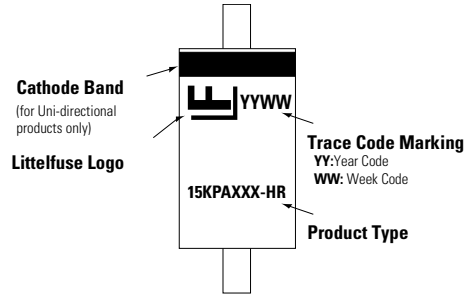 Cathode Band
(for Uni-directional
products only)
Littelfuse Logo
YYWW
Trace Code Marking
YY:Year Code
WW: Week Code
15KPAXXX-HR
Product Type